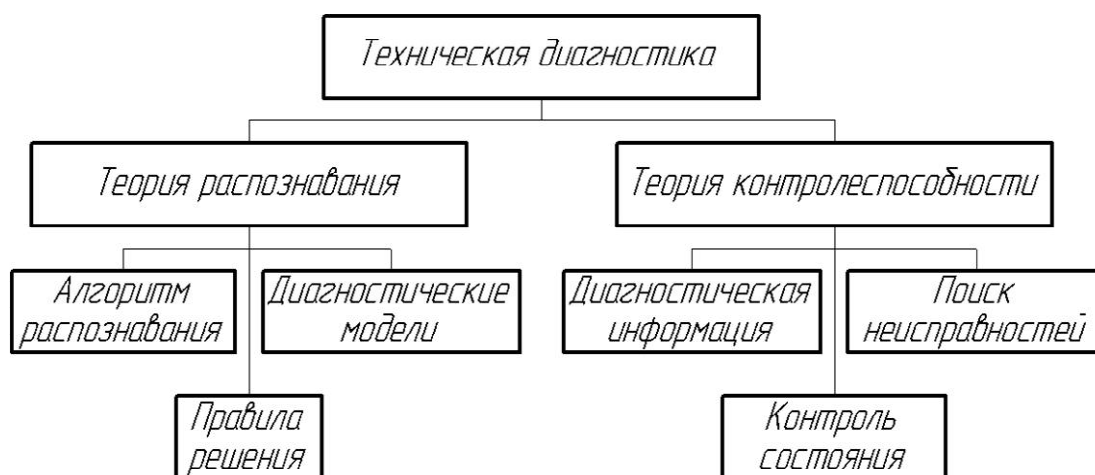 Техническая диагностика
Теория распознавания
Теория контролеспособности
Алгоритм
распознавания
Диагностические
модели
Диагностическая
информация
Поиск
неисправностей
Правила
решения
Контроль
состояния